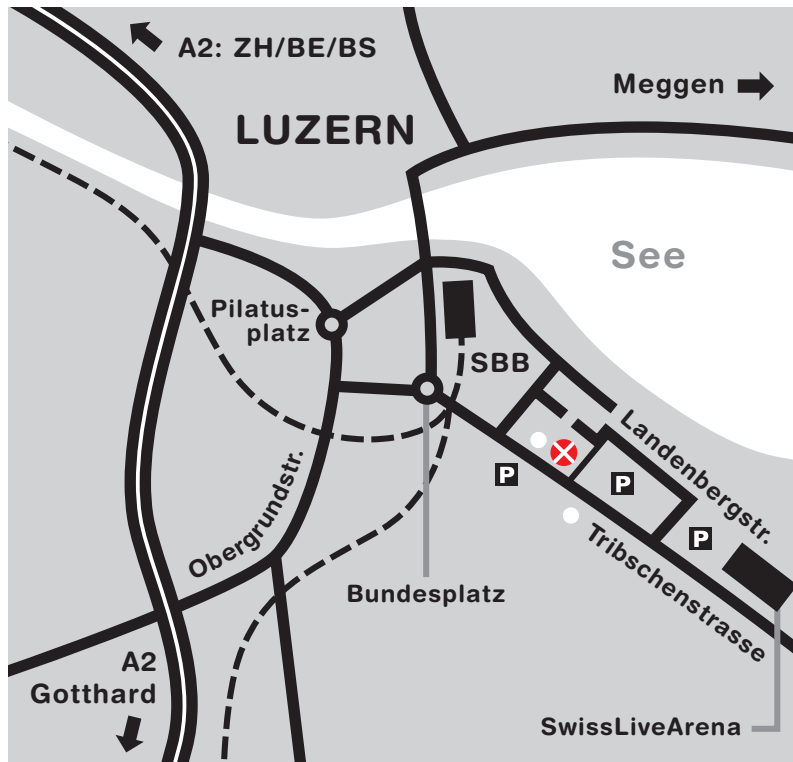 A2: ZH/BE/BS
Meggen
LUZERN
See
Pilatus-
platz
SBB
Landenbergstr.
P
P
P
Obergrundstr.
Tribschenstrasse
Bundesplatz
A2
Gotthard
SwissLiveArena